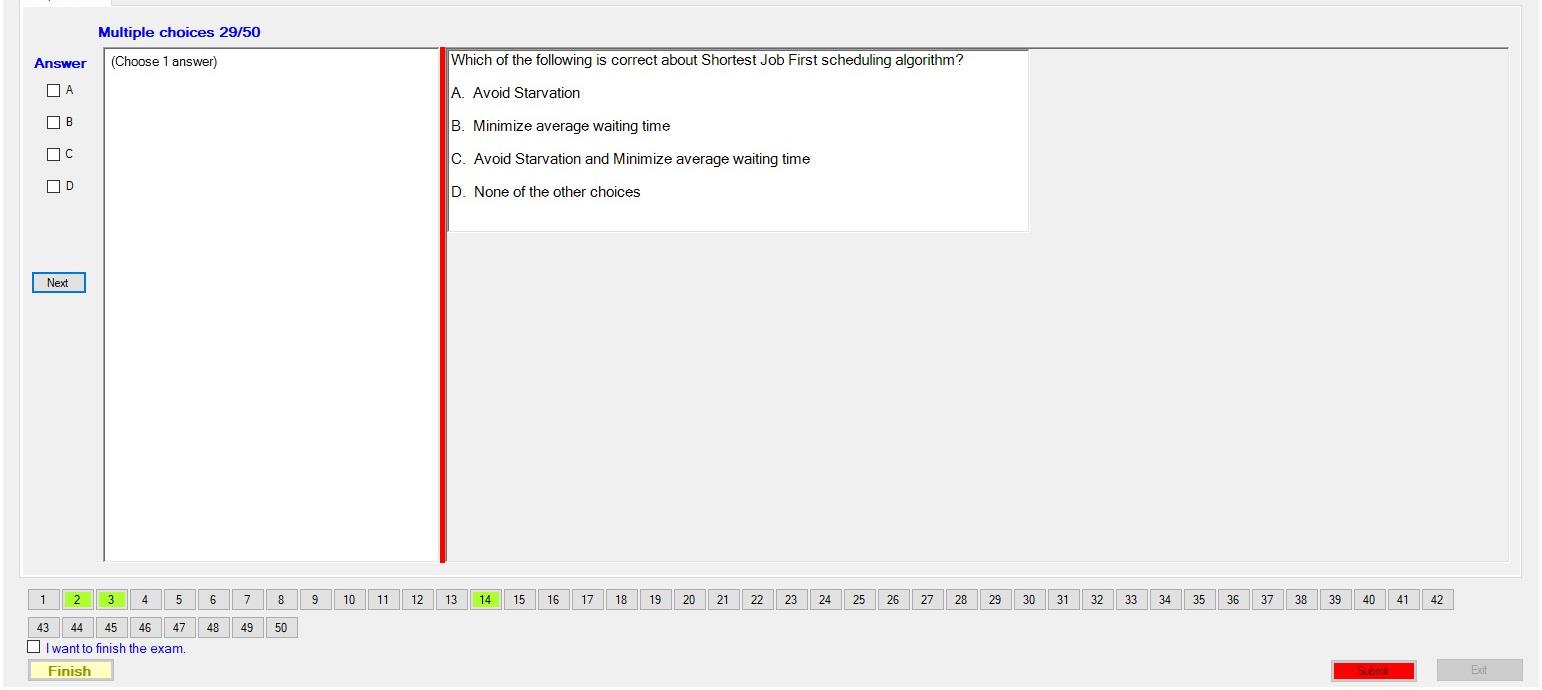 Multiple choices 29/50
Answer
A
B
C
D
Next
(Choose 1 answer)
Which of the following is correct about Shortest Job First scheduling algorithm?
A. Avoid Starvation
B. Minimize average waiting time
C. Avoid Starvation and Minimize average waiting time
D. None of the other choices
1 2 3 4 5 6 7 8 9 10 11 12 13 14 15 16 17 18 19 20 21 22 23 24 25 26 27 28 29 30 31 32 33 34 35 36 37 38 39 40 41 42
43 44 45 46 47 48 49 50
I want to finish the exam.
Finish
Submit
Exit